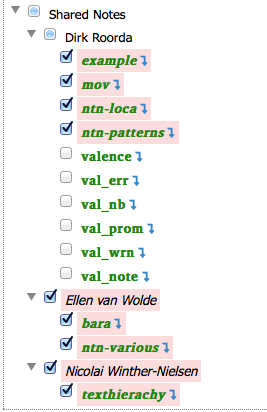 Shared Notes
Dirk Roorda
example
mov
ntn-loca
ntn-patterns
valence
val_err
val_nb
val_prom
val_wrn
val_note
Ellen van Wolde
bara
ntn-various
Nicolai Winther-Nielsen
texthierachy